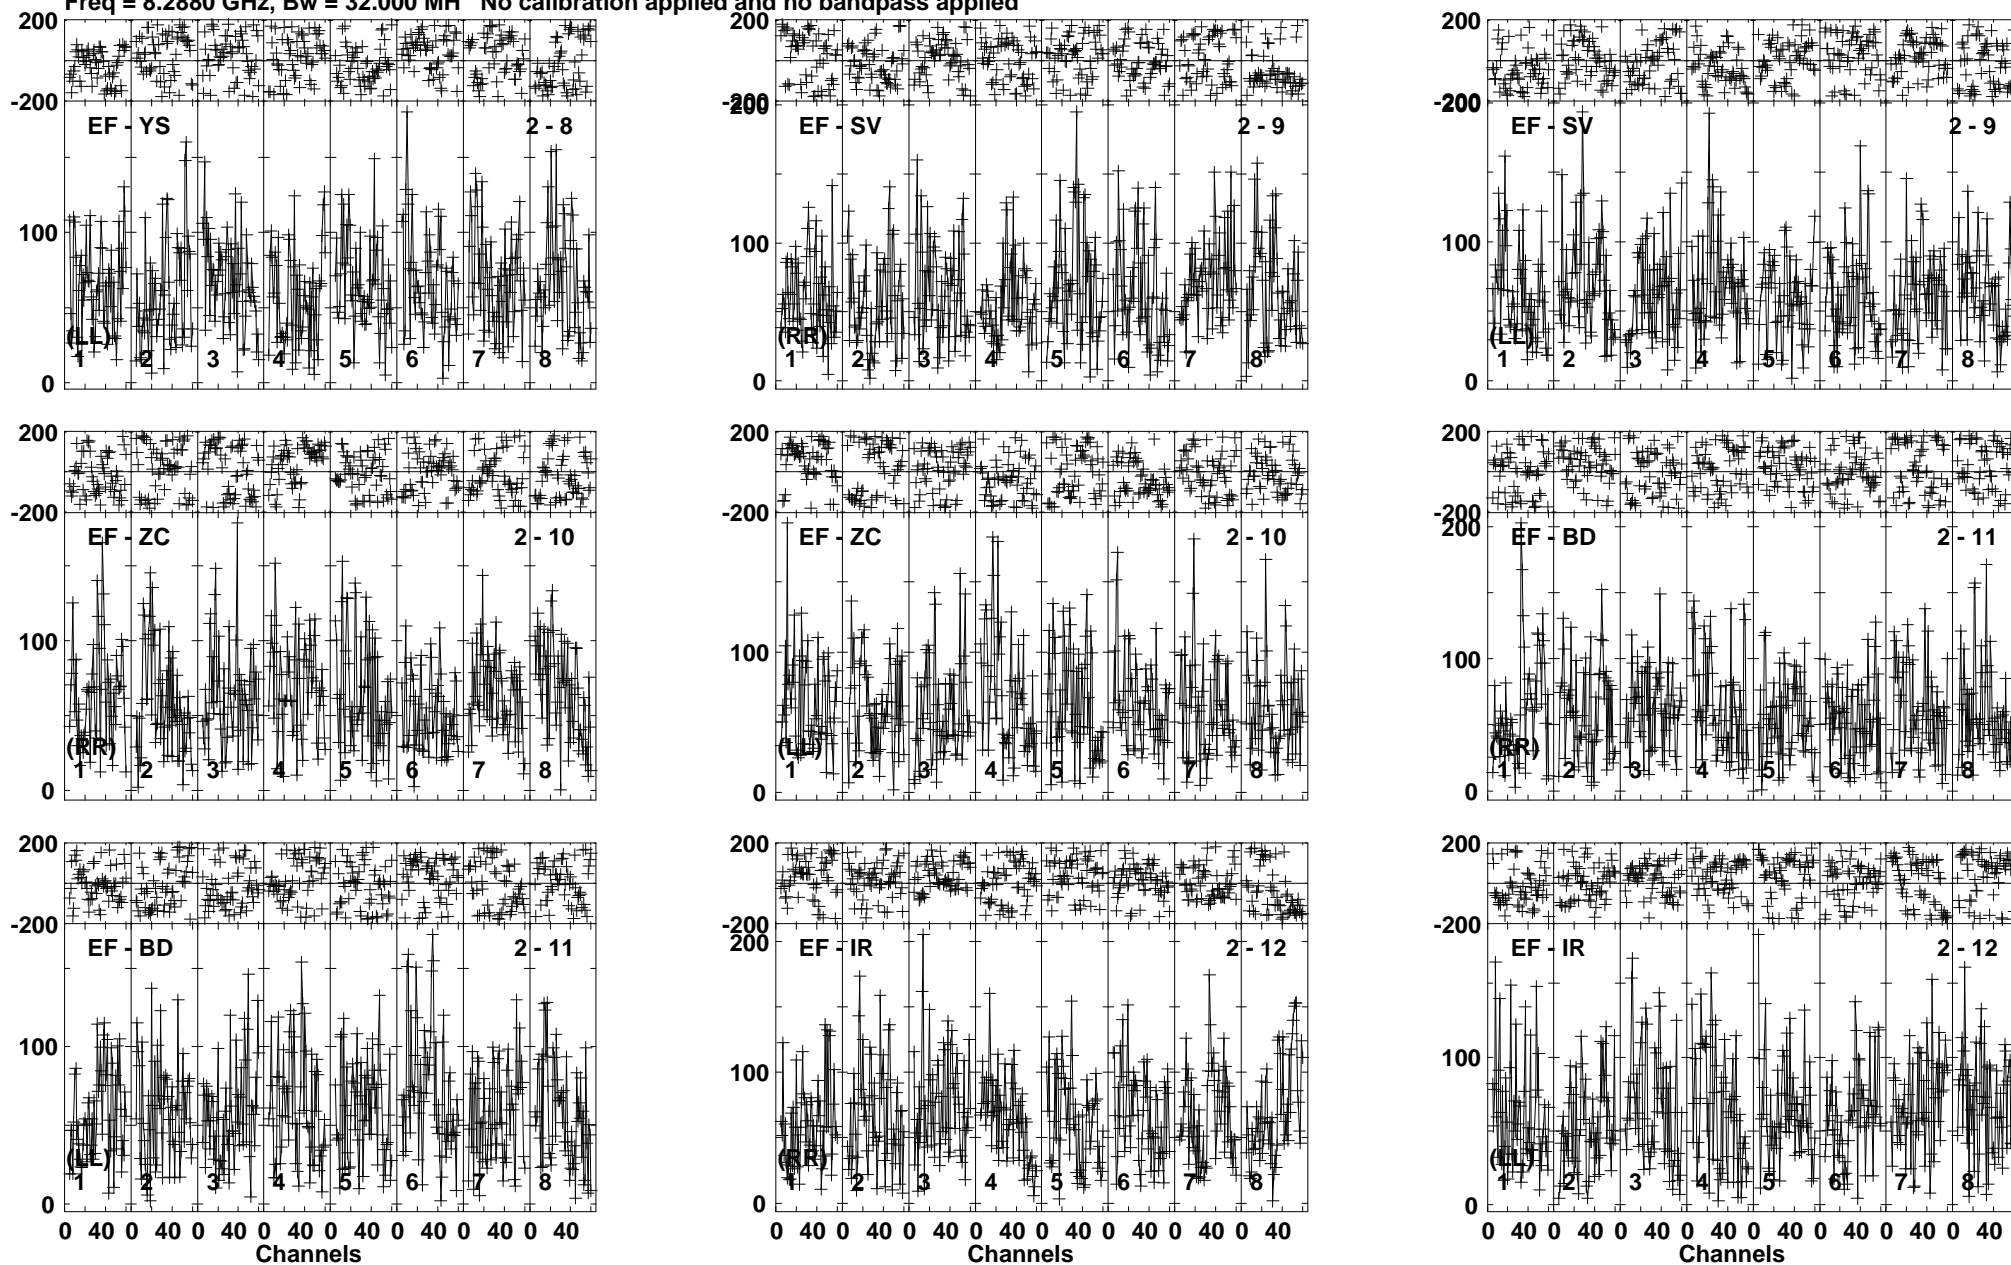 Freq = 8.2880 GHz, Bw = 32.000 MH No calibration applied and no bandpass applied
200 200
-200 -200 -200
200 200
EF - YS 2 - 8 EF - SV 2 - 9 EF - SV 2 - 9
100 100 100
(LL) (RR) (LL)
1 2 3 4 5 6 7 8 1 2 3 4 5 6 7 8 1 2 3 4 5 6 7 8
0 0 0
200 200 200
-200 -200 -200
200
EF - ZC 2 - 10 EF - ZC 2 - 10 EF - BD 2 - 11
100 100 100
(RR) (LL) (RR)
1 2 3 4 5 6 7 8 1 2 3 4 5 6 7 8 1 2 3 4 5 6 7 8
0 0 0
200 200 200
-200 -200 -200
200
EF - BD 2 - 11 EF - IR 2 - 12 EF - IR 2 - 12
100 100 100
(LL) (RR) (LL)
1 2 3 4 5 6 7 8 1 2 3 4 5 6 7 8 1 2 3 4 5 6 7 8
0 0 0
0 40 0 40 0 40 0 40 0 40 0 40 0 40 0 40 0 40 0 40 0 40 0 40 0 40 0 40 0 40 0 40 0 40 0 40 0 40 0 40 0 40 0 40 0 40 0 40
Channels Channels Channels